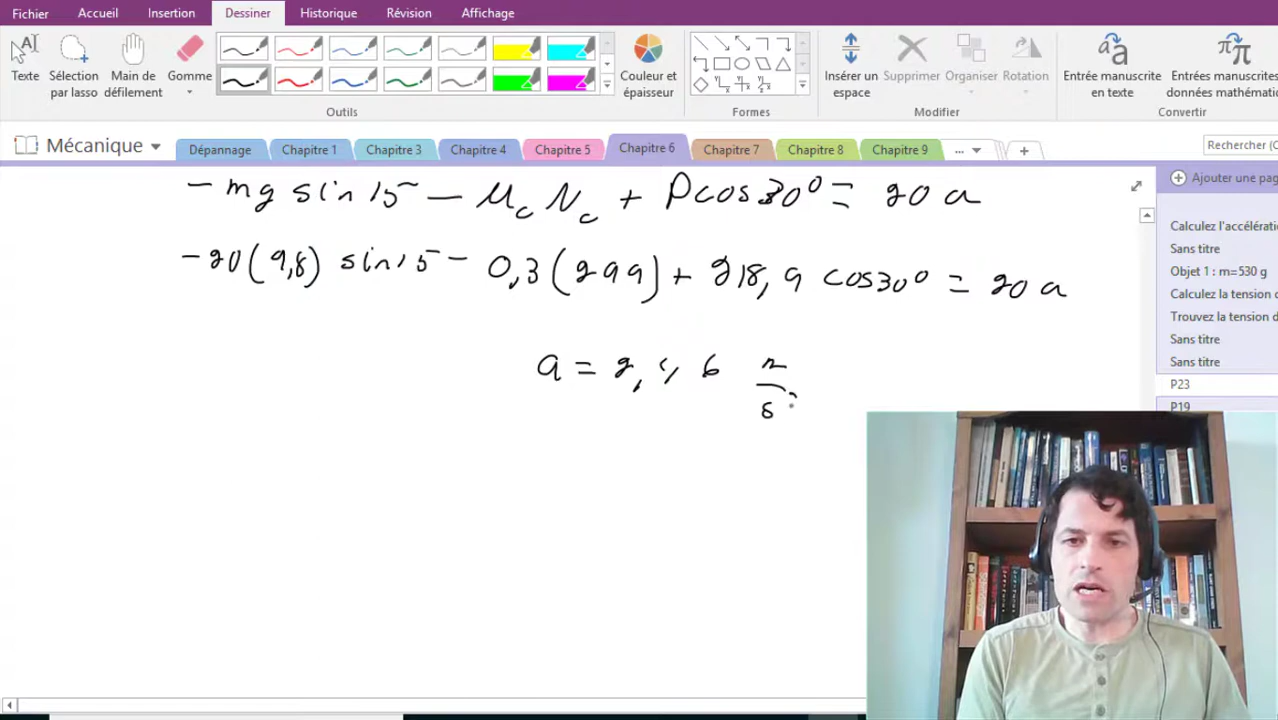 Fichier Accueil Insertion Dessiner Historique Révision Affichage
Texte
Sélection par lasso
Main de défilement
Gomme
Couleur et épaisseur
Insérer un espace
Supprimer
Organiser
Rotation
Entrée manuscrite en texte
Entrées manuscrites données mathéma
Outils Formes Modifier Convertir
Mécanique Dépannage Chapitre 1 Chapitre 3 Chapitre 4 Chapitre 5 Chapitre 6 Chapitre 7 Chapitre 8 Chapitre 9 ... Rechercher (C
Ajouter une pag
Calculez l'accélérati
Sans titre
Objet 1 : m=530 g
Calculez la tension d
Trouvez la tension d
Sans titre
Sans titre
P23
P19
- mg sin 15 - μc Nc + P cos 30° = 20 a
-20(9,8) sin 15 - 0,3(299) + 218,9 cos 30° = 20 a